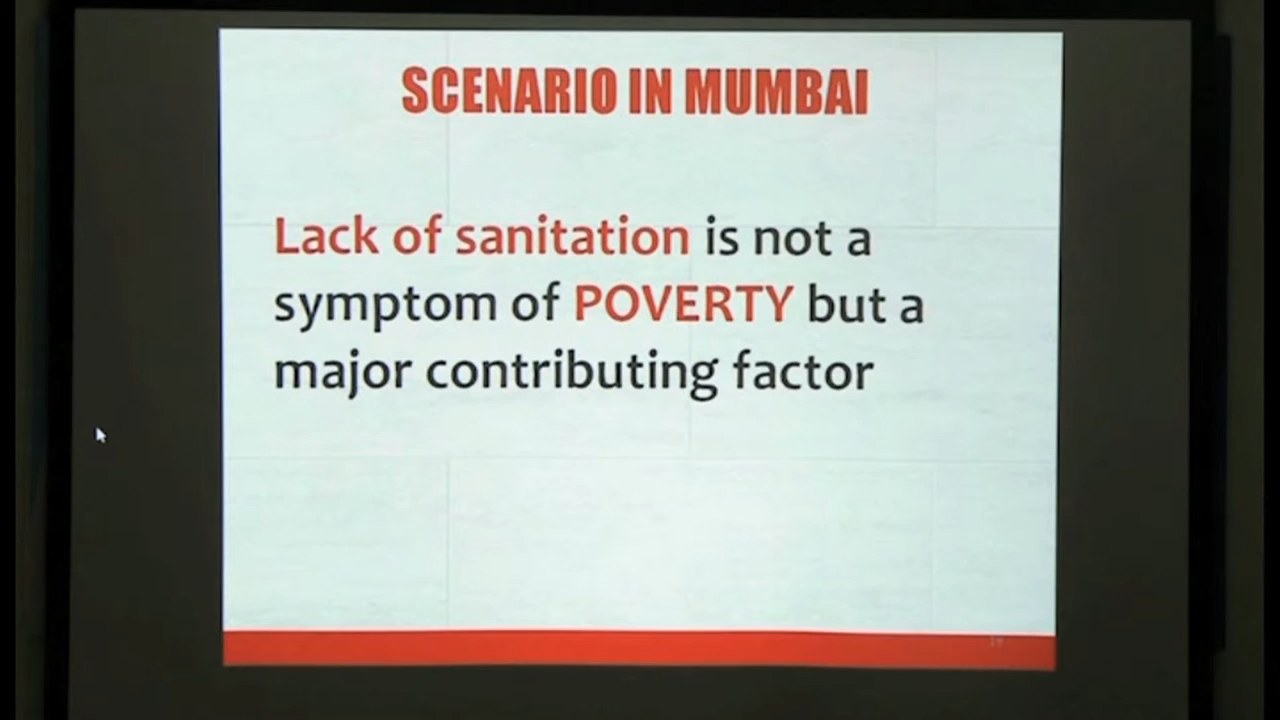 SCENARIO IN MUMBAI
Lack of sanitation is not a
symptom of POVERTY but a
major contributing factor